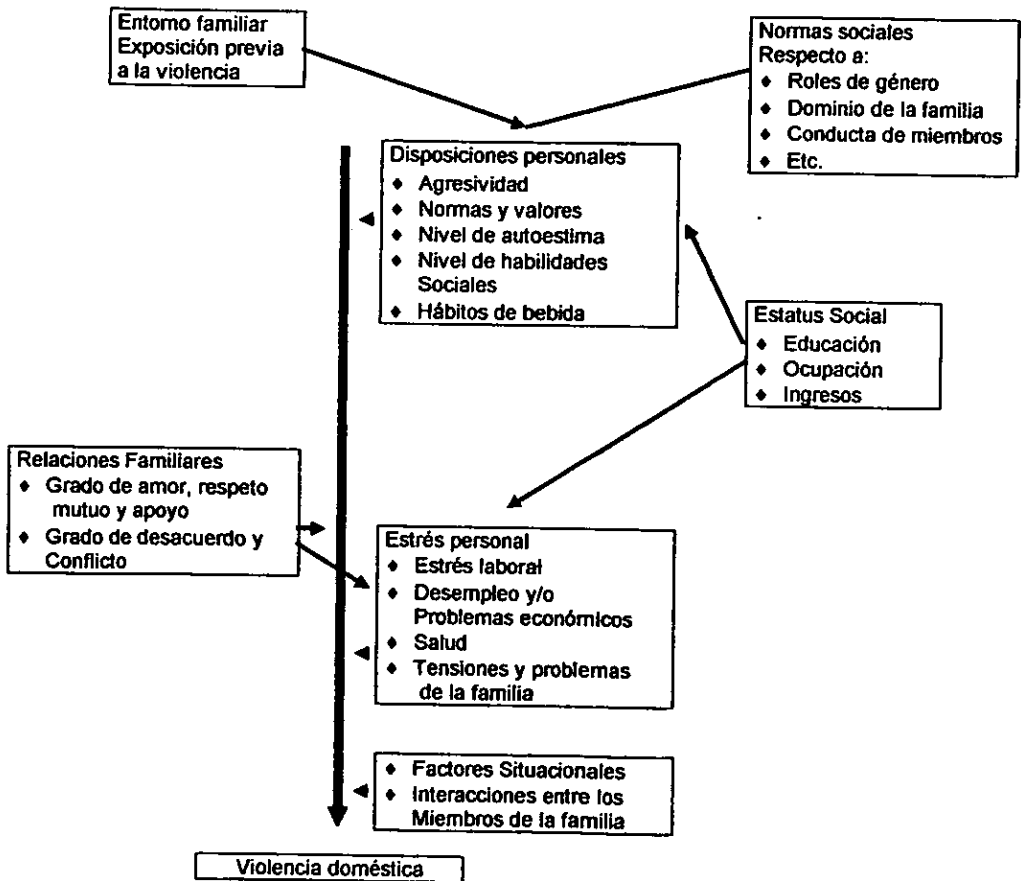 Entorno familiar
Exposición previa
a la violencia
Normas sociales
Respecto a:
♦ Roles de género
♦ Dominio de la familia
♦ Conducta de miembros
♦ Etc.
Disposiciones personales
♦ Agresividad
♦ Normas y valores
♦ Nivel de autoestima
♦ Nivel de habilidades
Sociales
♦ Hábitos de bebida
Estatus Social
♦ Educación
♦ Ocupación
♦ Ingresos
Relaciones Familiares
♦ Grado de amor, respeto
mutuo y apoyo
♦ Grado de desacuerdo y
Conflicto
Estrés personal
♦ Estrés laboral
♦ Desempleo y/o
Problemas económicos
♦ Salud
♦ Tensiones y problemas
de la familia
♦ Factores Situacionales
♦ Interacciones entre los
Miembros de la familia
Violencia doméstica